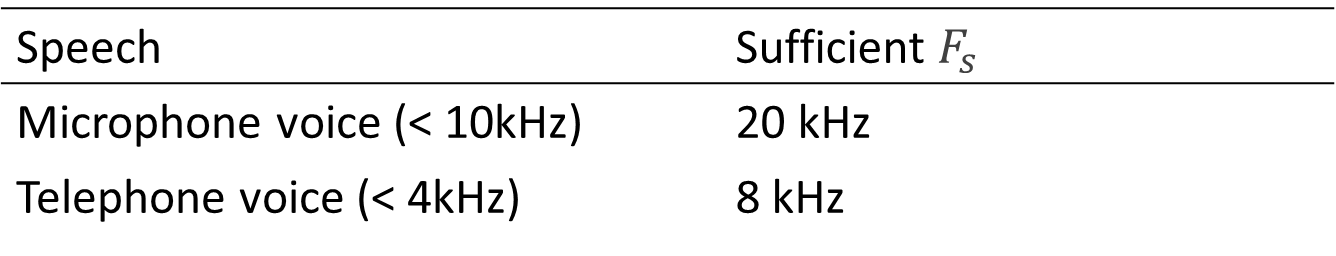 Speech Sufficient Fs
Microphone voice (< 10kHz) 20 kHz
Telephone voice (< 4kHz) 8 kHz